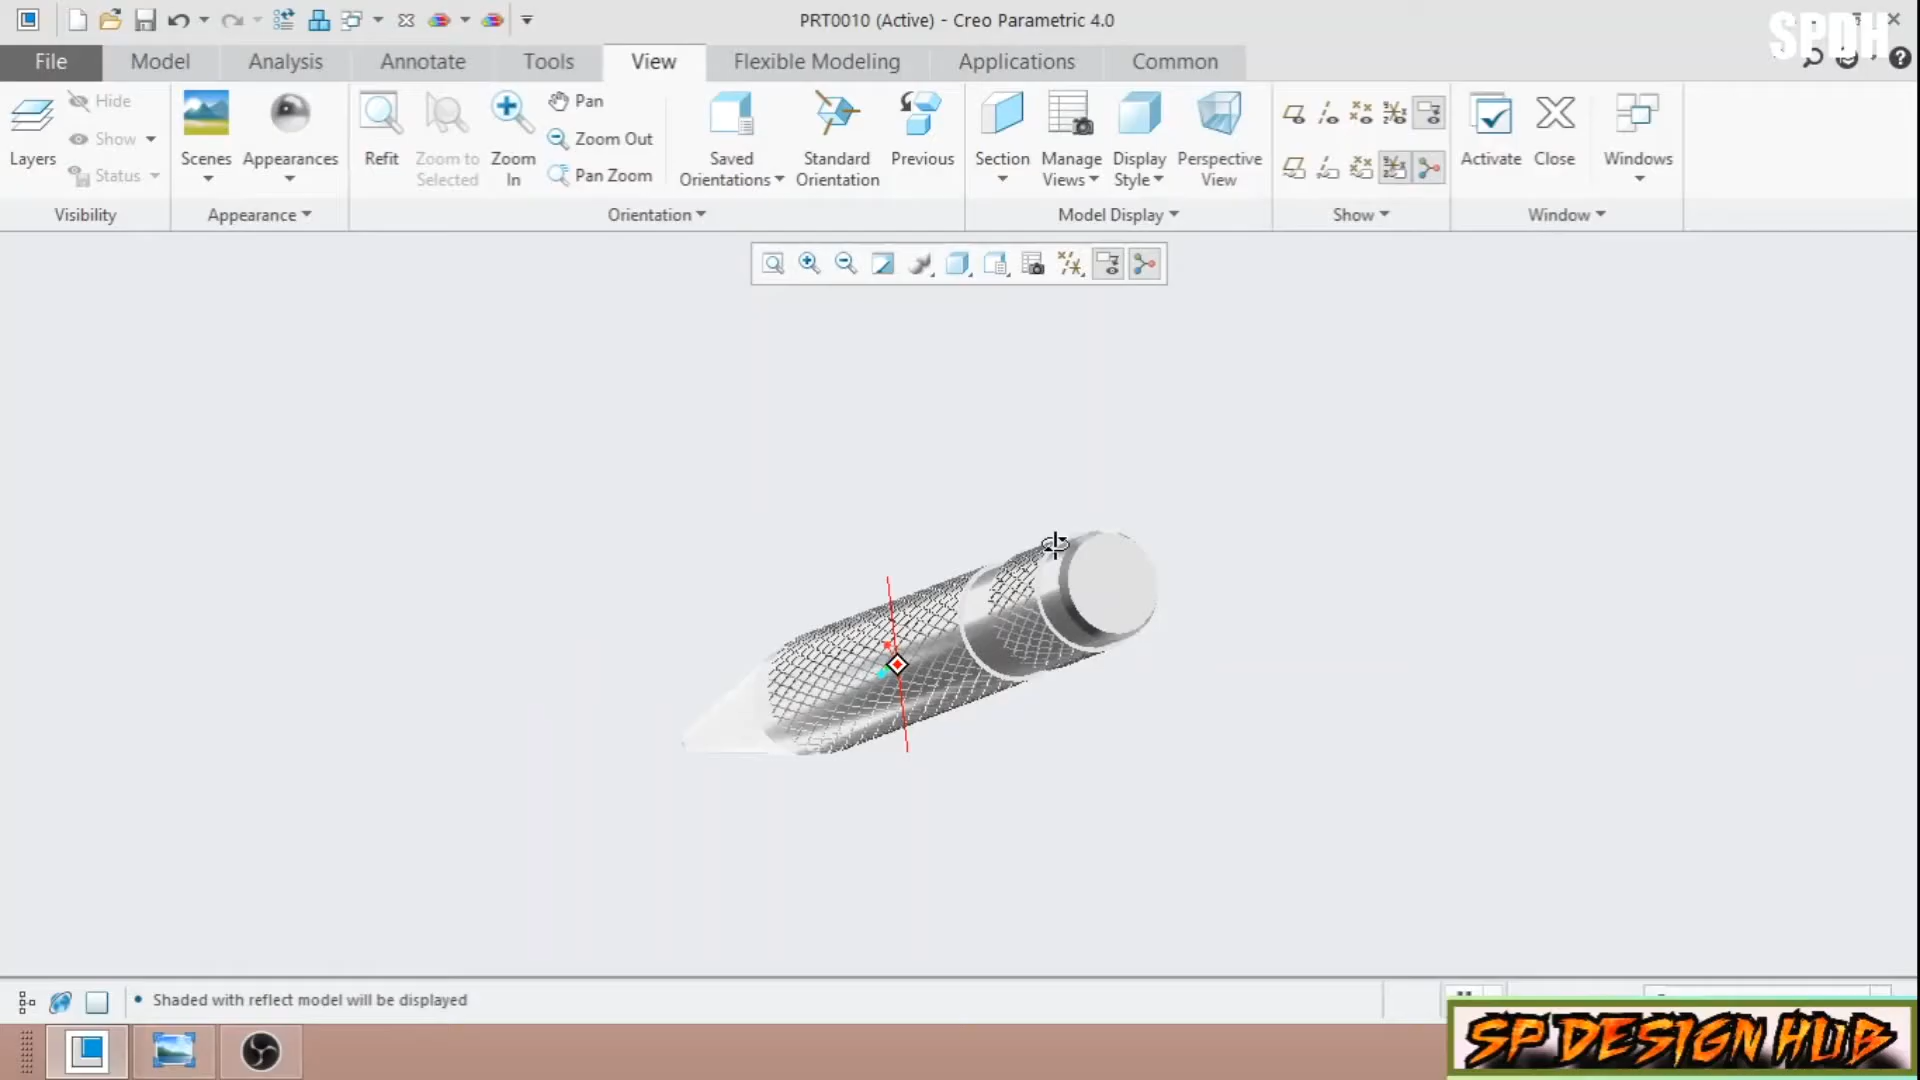 PRT0010 (Active) - Creo Parametric 4.0
SPDH
File Model Analysis Annotate Tools View Flexible Modeling Applications Common
Layers
Hide
Show
Status
Visibility
Scenes
Appearances
Appearance
Refit
Zoom to
Selected
Zoom
In
Pan
Zoom Out
Pan Zoom
Saved
Orientations
Standard
Orientation
Previous
Orientation
Section
Manage
Views
Display
Style
Perspective
View
Model Display
Show
Activate
Close
Windows
Window
Shaded with reflect model will be displayed
SP DESIGN HUB